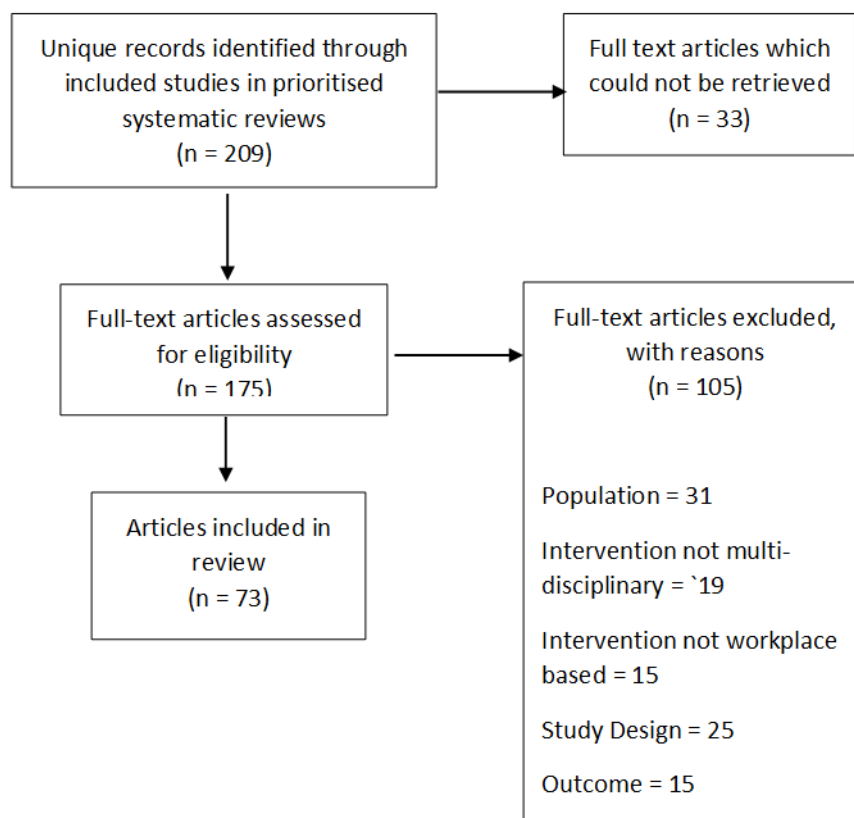 Unique records identified through
included studies in prioritised
systematic reviews
(n = 209)
Full text articles which
could not be retrieved
(n = 33)
Full-text articles assessed
for eligibility
(n = 175)
Full-text articles excluded,
with reasons
(n = 105)
Population = 31
Intervention not multi-
disciplinary = `19
Intervention not workplace
based = 15
Study Design = 25
Outcome = 15
Articles included in
review
(n = 73)